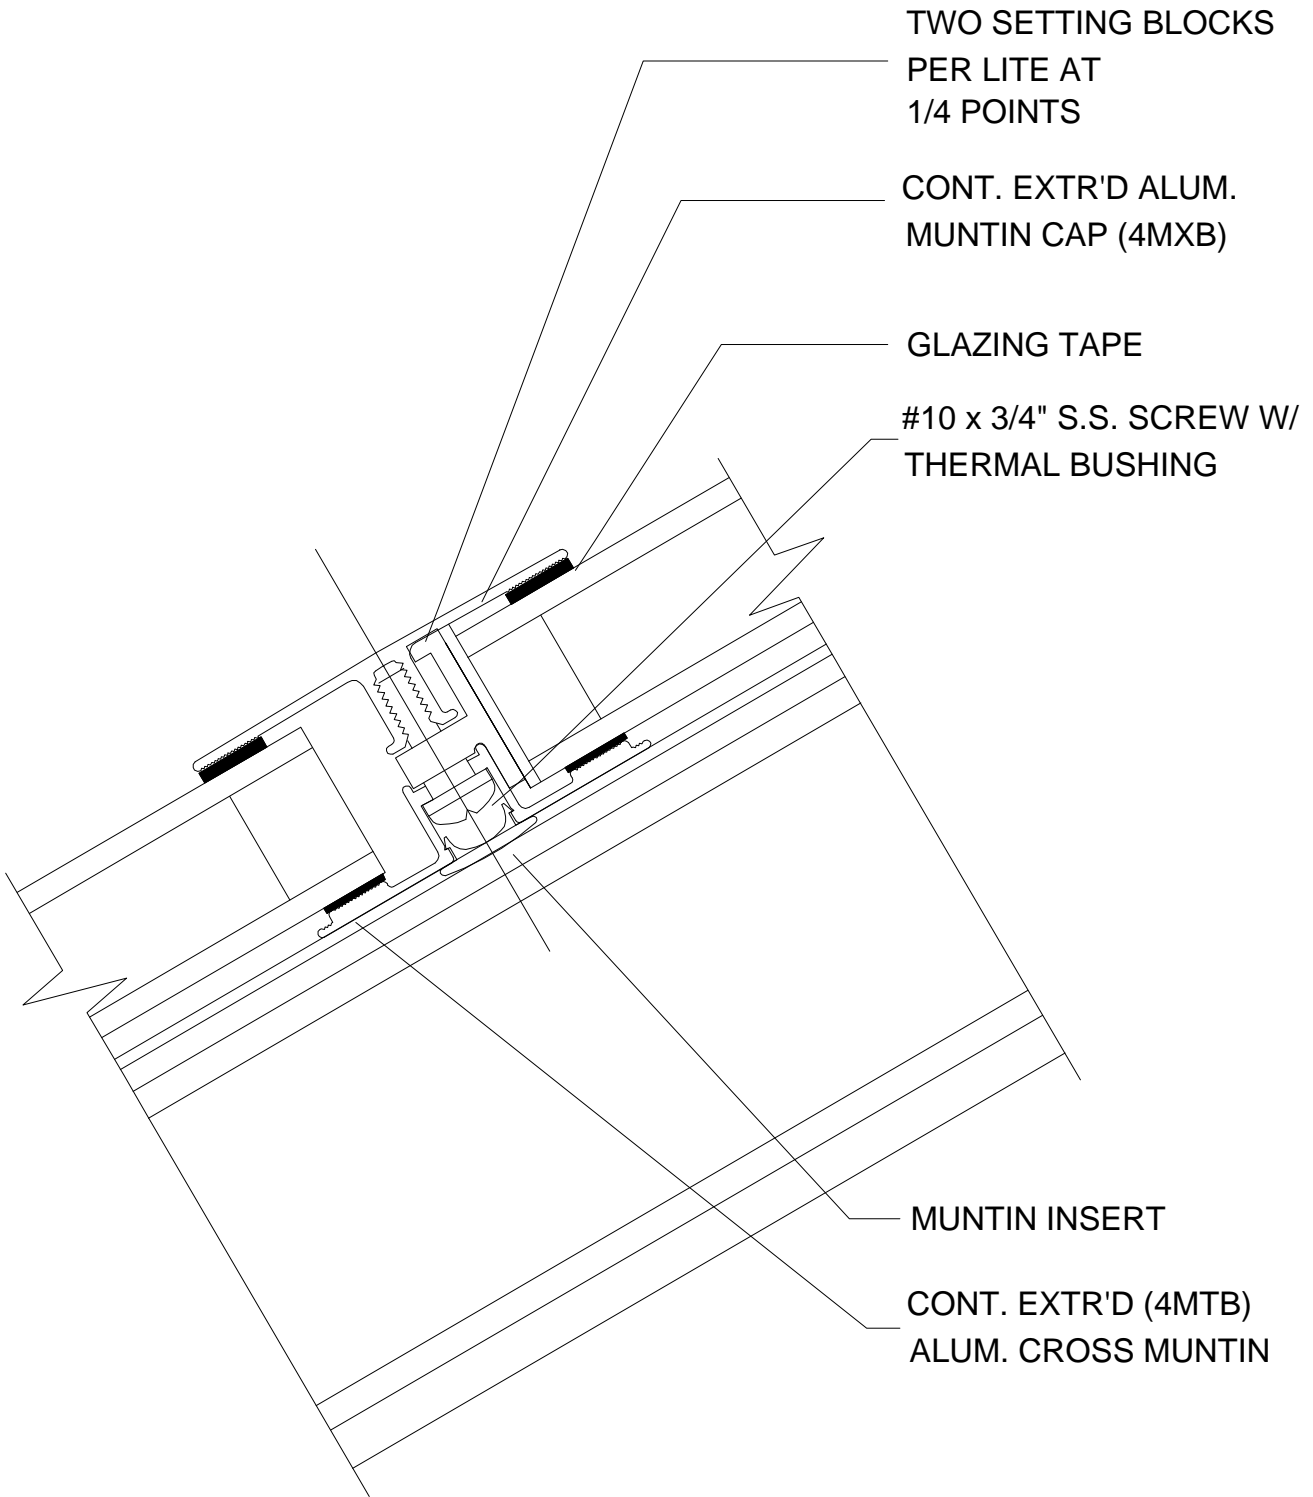 TWO SETTING BLOCKS
PER LITE AT
1/4 POINTS
CONT. EXTR'D ALUM.
MUNTIN CAP (4MXB)
GLAZING TAPE
#10 x 3/4" S.S. SCREW W/
THERMAL BUSHING
MUNTIN INSERT
CONT. EXTR'D (4MTB)
ALUM. CROSS MUNTIN